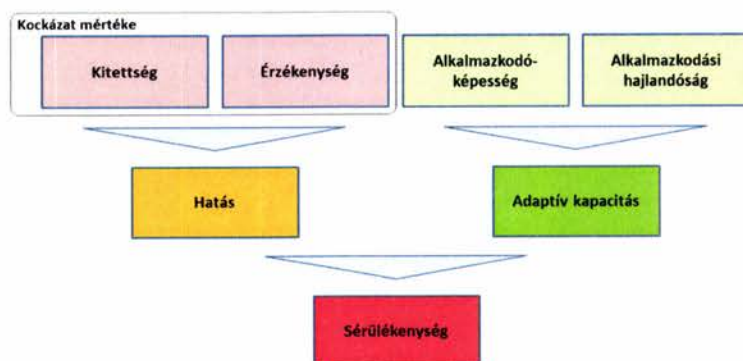 Kockázat mértéke
Kitettség
Érzékenység
Alkalmazkodó-
képesség
Alkalmazkodási
hajlandóság
Hatás
Adaptív kapacitás
Sérülékenység